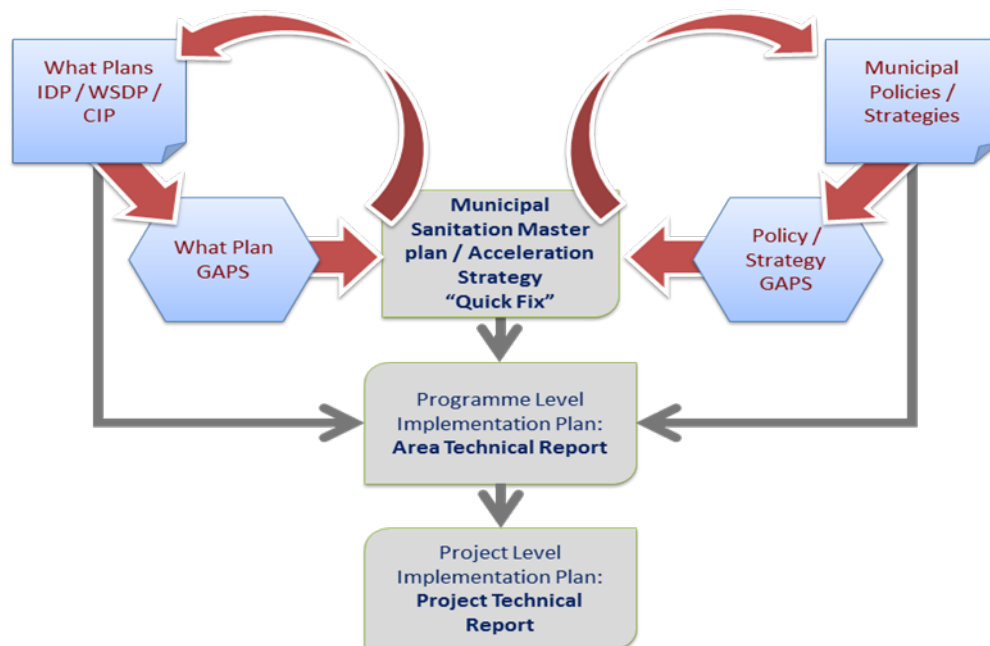 What Plans
IDP / WSDP /
CIP
Municipal
Policies /
Strategies
What Plan
GAPS
Municipal
Sanitation Master
plan / Acceleration
Strategy
“Quick Fix”
Policy /
Strategy
GAPS
Programme Level
Implementation Plan:
Area Technical Report
Project Level
Implementation Plan:
Project Technical
Report